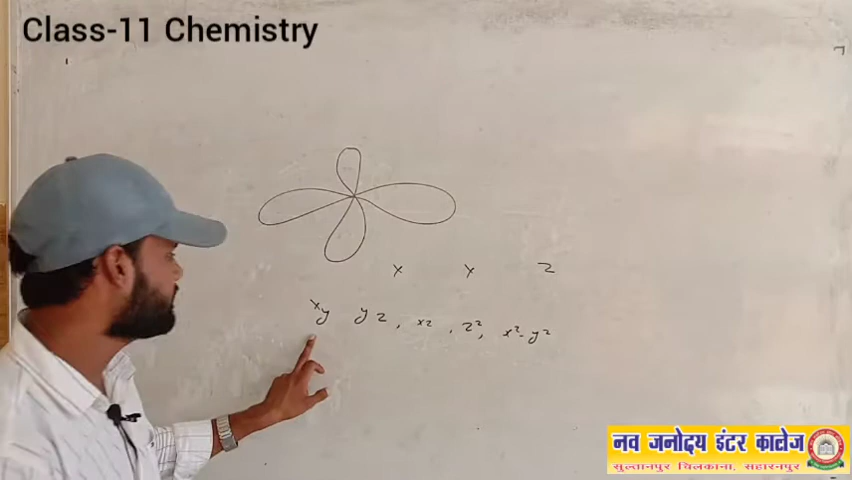 Class-11 Chemistry
x y z
xy yz, xz, z², x²-y²
नव जनोदय इंटर कालेज
सुल्तानपुर चिलकाना, सहारनपुर